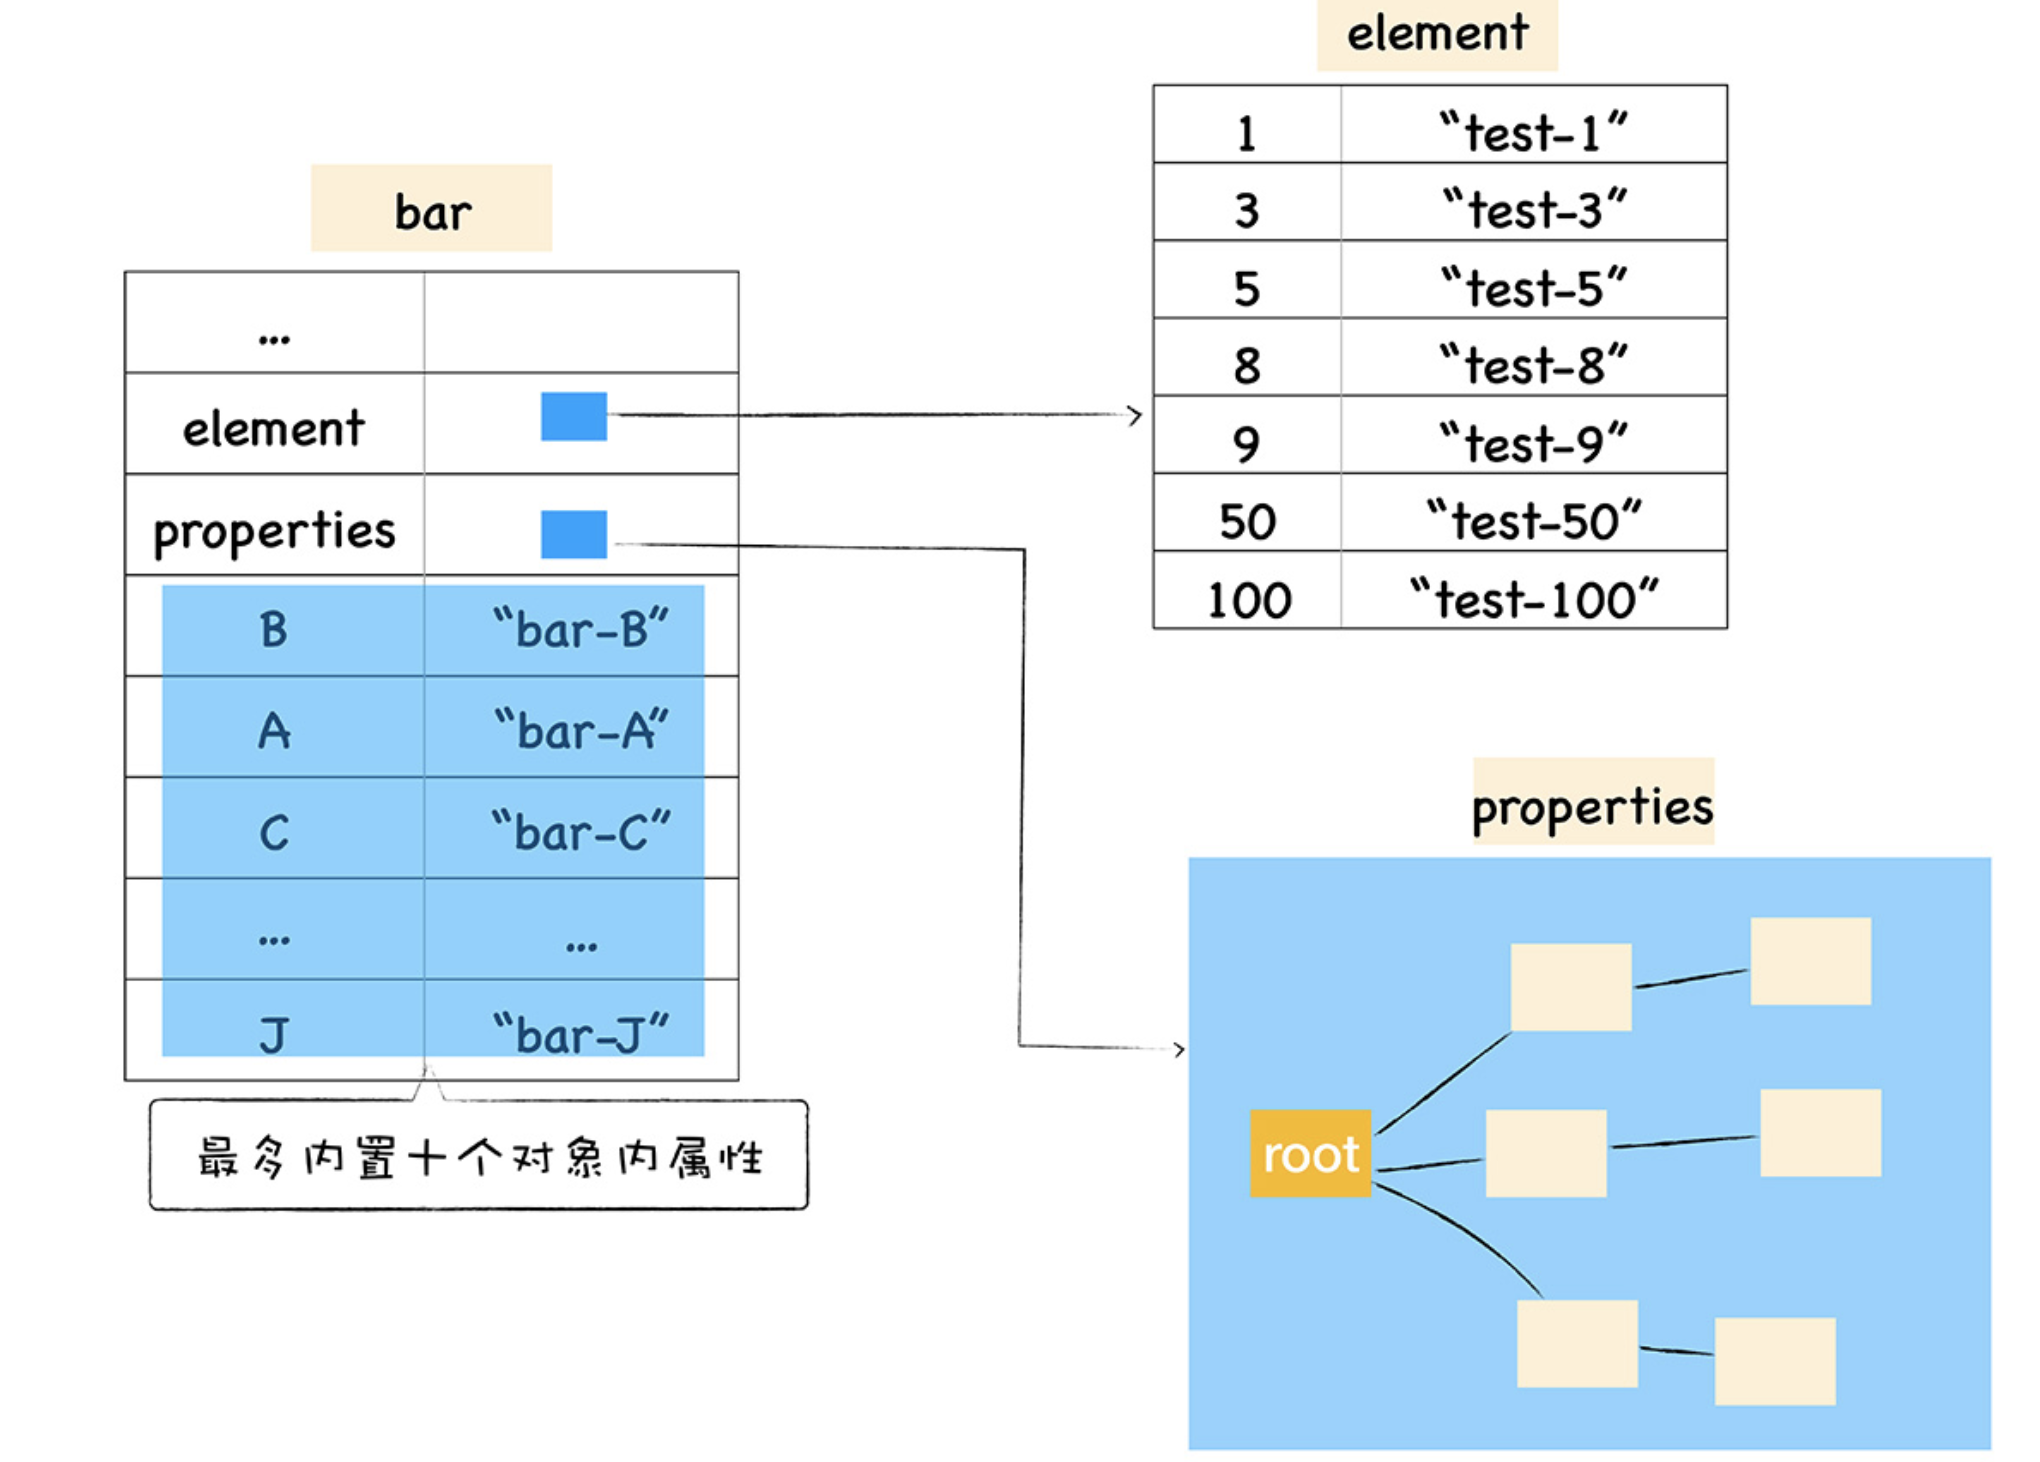 bar
...
element
properties
B “bar-B”
A “bar-A”
C “bar-C”
... ...
J “bar-J”
最多内置十个对象内属性
element
1 “test-1”
3 “test-3”
5 “test-5”
8 “test-8”
9 “test-9”
50 “test-50”
100 “test-100”
properties
root